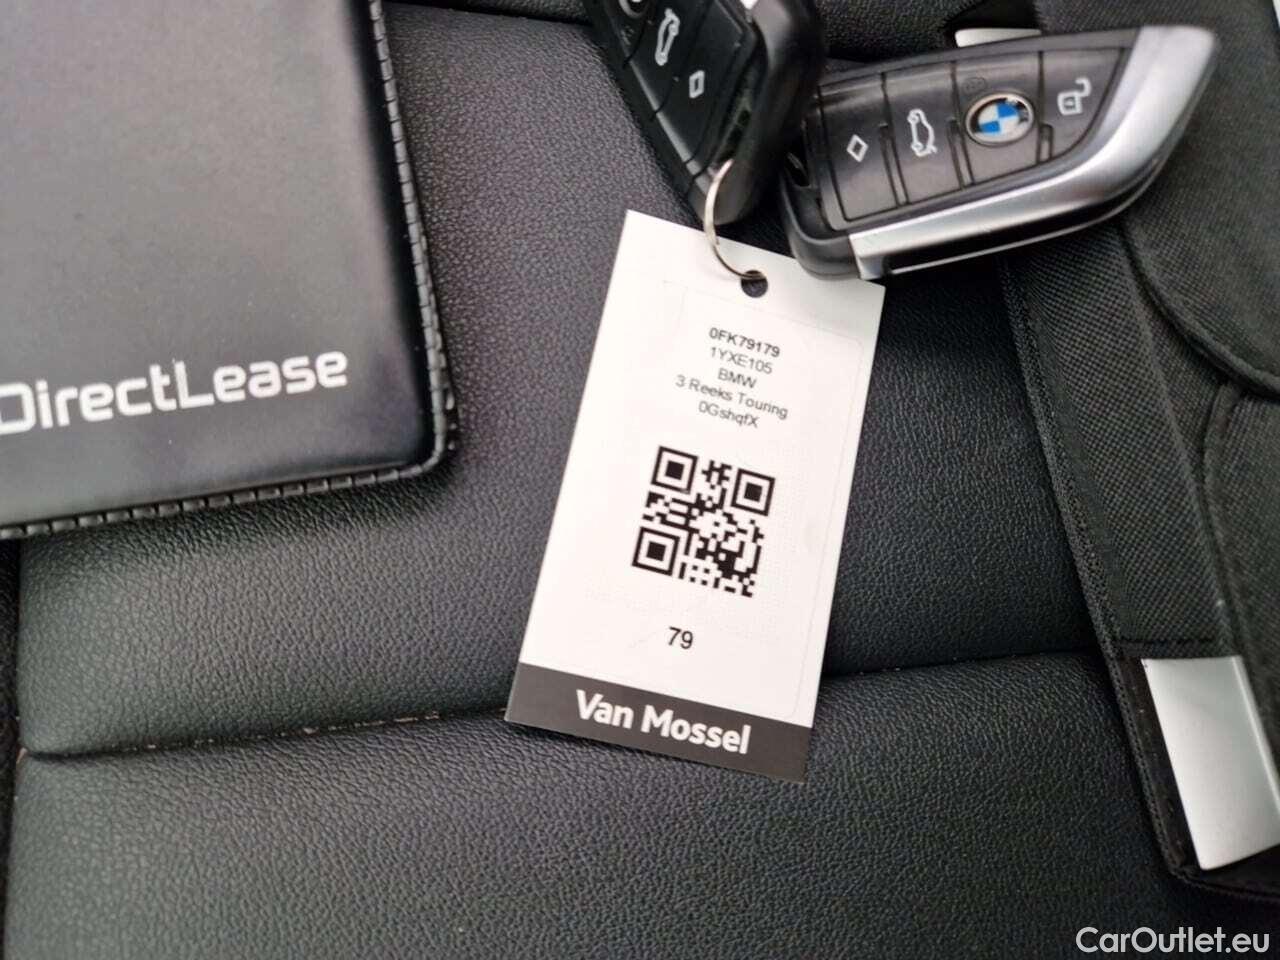 DirectLease
0FK79179
1YXE105
BMW
3 Reeks Touring
0GshqfX
79
Van Mossel
CarOutlet.eu